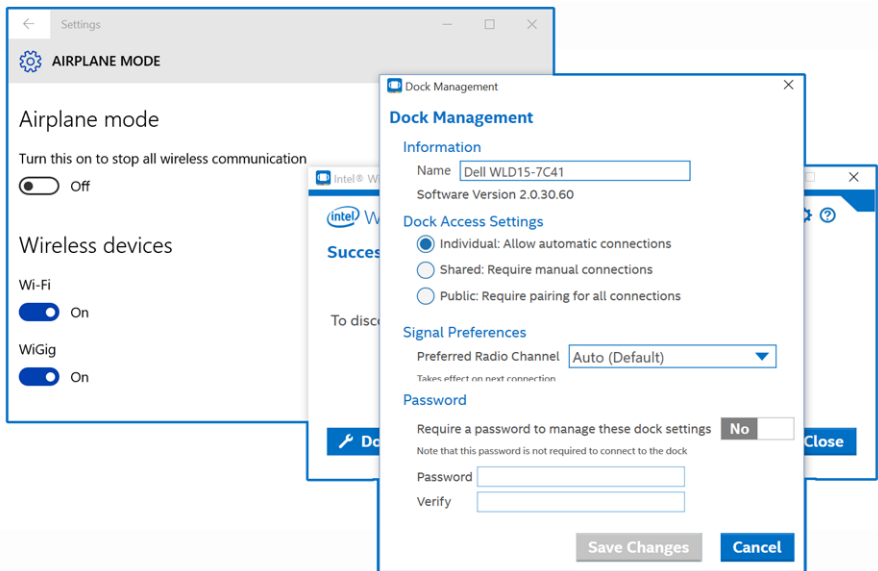 Settings
AIRPLANE MODE
Airplane mode
Turn this on to stop all wireless communication
Off
Wireless devices
Wi-Fi
On
WiGig
On
Intel® Wi
intel W
Succes
To disco
Do
Close
Dock Management
Dock Management
Information
Name Dell WLD15-7C41
Software Version 2.0.30.60
Dock Access Settings
Individual: Allow automatic connections
Shared: Require manual connections
Public: Require pairing for all connections
Signal Preferences
Preferred Radio Channel Auto (Default)
Takes effect on next connection
Password
Require a password to manage these dock settings No
Note that this password is not required to connect to the dock
Password
Verify
Save Changes Cancel